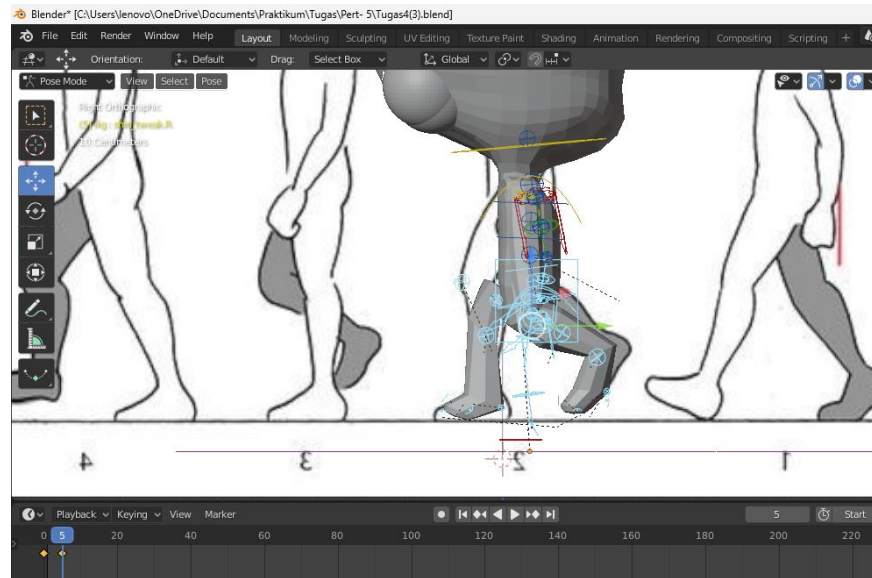 Blender* [C:\Users\lenovo\OneDrive\Documents\Praktikum\Tugas\Pert- 5\Tugas4(3).blend]
File Edit Render Window Help Layout Modeling Sculpting UV Editing Texture Paint Shading Animation Rendering Compositing Scripting +
Orientation: Default Drag: Select Box Global
Pose Mode View Select Pose
Right Orthographic
(5) rig : shin_tweak.R
10 Centimeters
4 3 2 1
Playback Keying View Marker 5 Start
0 5 20 40 60 80 100 120 140 160 180 200 220